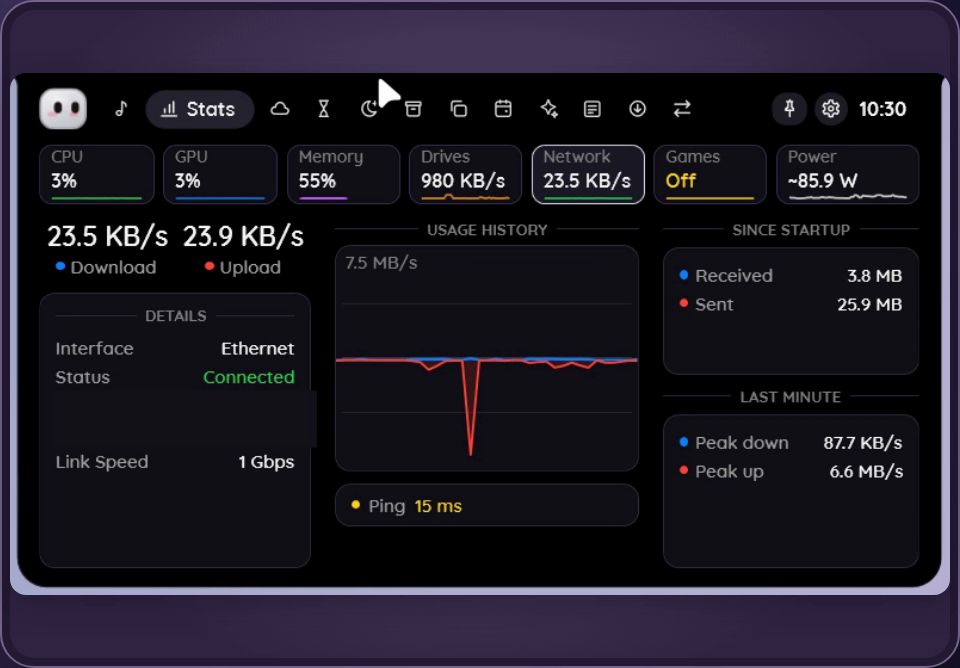 Stats
10:30
CPU
3%
GPU
3%
Memory
55%
Drives
980 KB/s
Network
23.5 KB/s
Games
Off
Power
~85.9 W
23.5 KB/s
Download
23.9 KB/s
Upload
DETAILS
Interface Ethernet
Status Connected
Link Speed 1 Gbps
USAGE HISTORY
7.5 MB/s
Ping 15 ms
SINCE STARTUP
Received 3.8 MB
Sent 25.9 MB
LAST MINUTE
Peak down 87.7 KB/s
Peak up 6.6 MB/s